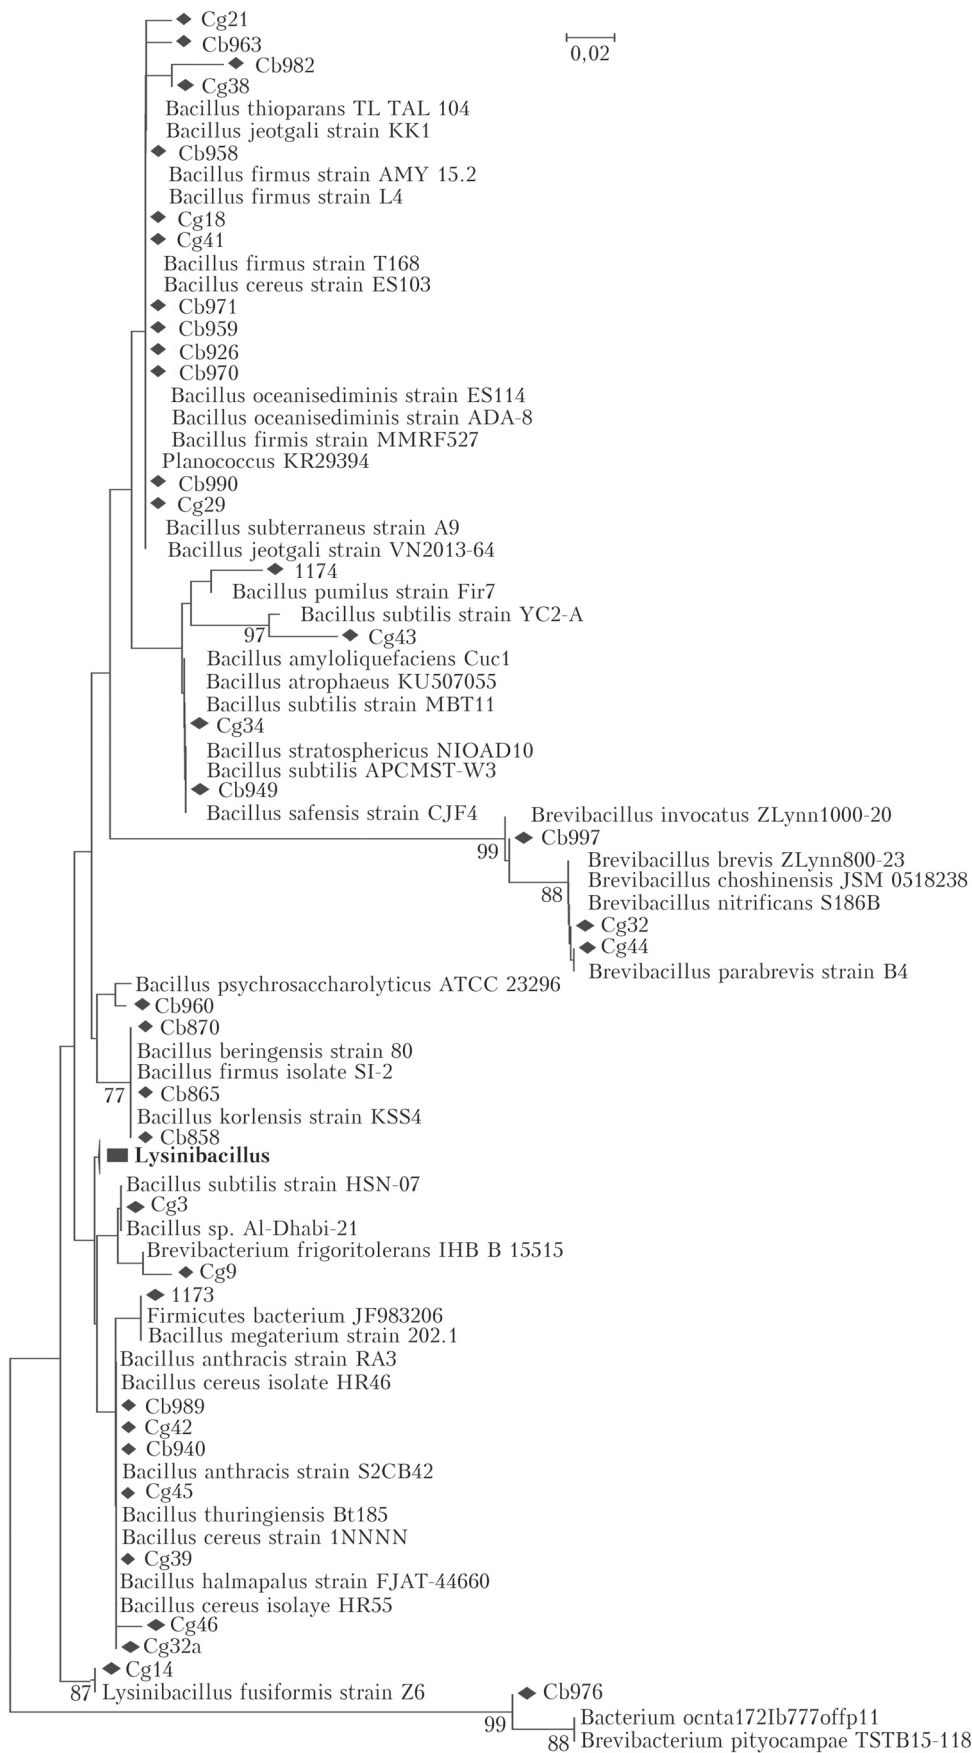 Cg21
Cb963
0,02
Cb982
Cg38
Bacillus thioparans TL TAL 104
Bacillus jeotgali strain KK1
Cb958
Bacillus firmus strain AMY 15.2
Bacillus firmus strain L4
Cg18
Cg41
Bacillus firmus strain T168
Bacillus cereus strain ES103
Cb971
Cb959
Cb926
Cb970
Bacillus oceanisediminis strain ES114
Bacillus oceanisediminis strain ADA-8
Bacillus firmis strain MMRF527
Planococcus KR29394
Cb990
Cg29
Bacillus subterraneus strain A9
Bacillus jeotgali strain VN2013-64
1174
Bacillus pumilus strain Fir7
Bacillus subtilis strain YC2-A
97
Cg43
Bacillus amyloliquefaciens Cuc1
Bacillus atrophaeus KU507055
Bacillus subtilis strain MBT11
Cg34
Bacillus stratosphericus NIOAD10
Bacillus subtilis APCMST-W3
Cb949
Bacillus safensis strain CJF4
Brevibacillus invocatus ZLynn1000-20
Cb997
99
Brevibacillus brevis ZLynn800-23
Brevibacillus choshinensis JSM 0518238
88
Brevibacillus nitrificans S186B
Cg32
Cg44
Brevibacillus parabrevis strain B4
Bacillus psychrosaccharolyticus ATCC 23296
Cb960
Cb870
Bacillus beringensis strain 80
Bacillus firmus isolate SI-2
77
Cb865
Bacillus korlensis strain KSS4
Cb858
Lysinibacillus
Bacillus subtilis strain HSN-07
Cg3
Bacillus sp. Al-Dhabi-21
Brevibacterium frigoritolerans IHB B 15515
Cg9
1173
Firmicutes bacterium JF983206
Bacillus megaterium strain 202.1
Bacillus anthracis strain RA3
Bacillus cereus isolate HR46
Cb989
Cg42
Cb940
Bacillus anthracis strain S2CB42
Cg45
Bacillus thuringiensis Bt185
Bacillus cereus strain 1NNNN
Cg39
Bacillus halmapalus strain FJAT-44660
Bacillus cereus isolaye HR55
Cg46
Cg32a
Cg14
87
Lysinibacillus fusiformis strain Z6
Cb976
99
Bacterium ocnta172Ib777offp11
88
Brevibacterium pityocampae TSTB15-118